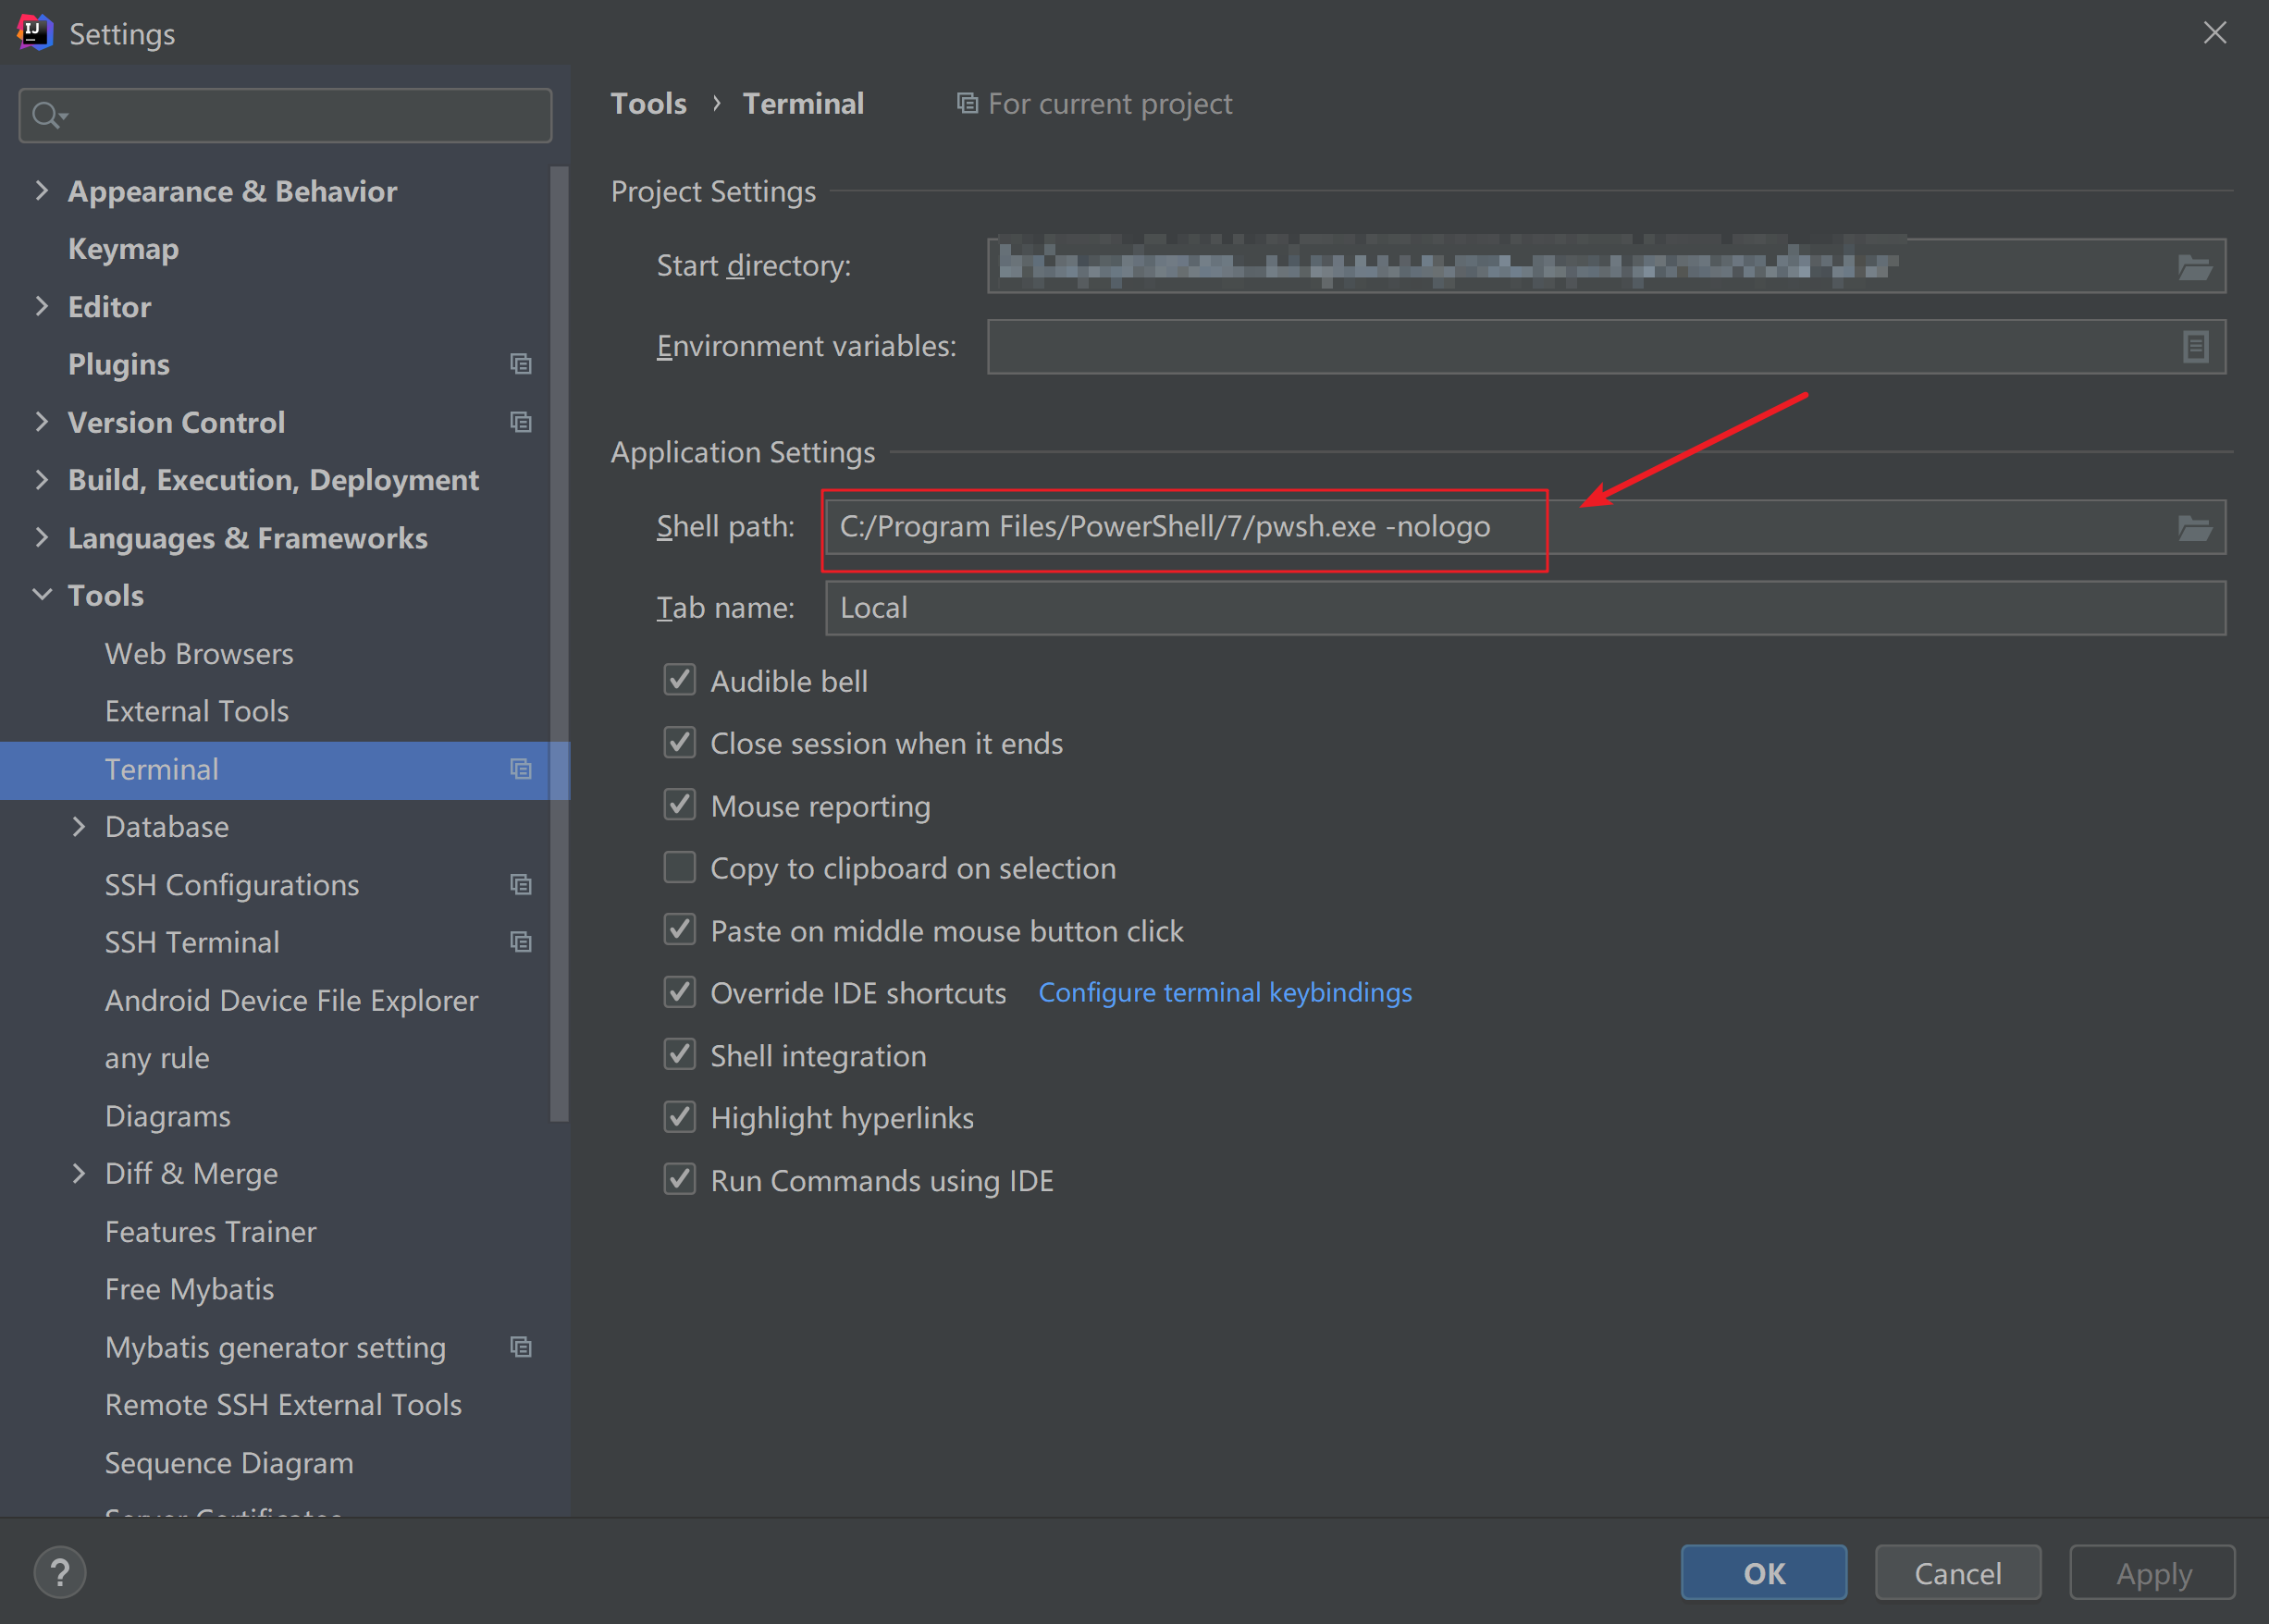 Settings
Appearance & Behavior
Keymap
Editor
Plugins
Version Control
Build, Execution, Deployment
Languages & Frameworks
Tools
Web Browsers
External Tools
Terminal
Database
SSH Configurations
SSH Terminal
Android Device File Explorer
any rule
Diagrams
Diff & Merge
Features Trainer
Free Mybatis
Mybatis generator setting
Remote SSH External Tools
Sequence Diagram
Server Certificates
Tools › Terminal For current project
Project Settings
Start directory:
Environment variables:
Application Settings
Shell path: C:/Program Files/PowerShell/7/pwsh.exe -nologo
Tab name: Local
Audible bell
Close session when it ends
Mouse reporting
Copy to clipboard on selection
Paste on middle mouse button click
Override IDE shortcuts Configure terminal keybindings
Shell integration
Highlight hyperlinks
Run Commands using IDE
? OK Cancel Apply